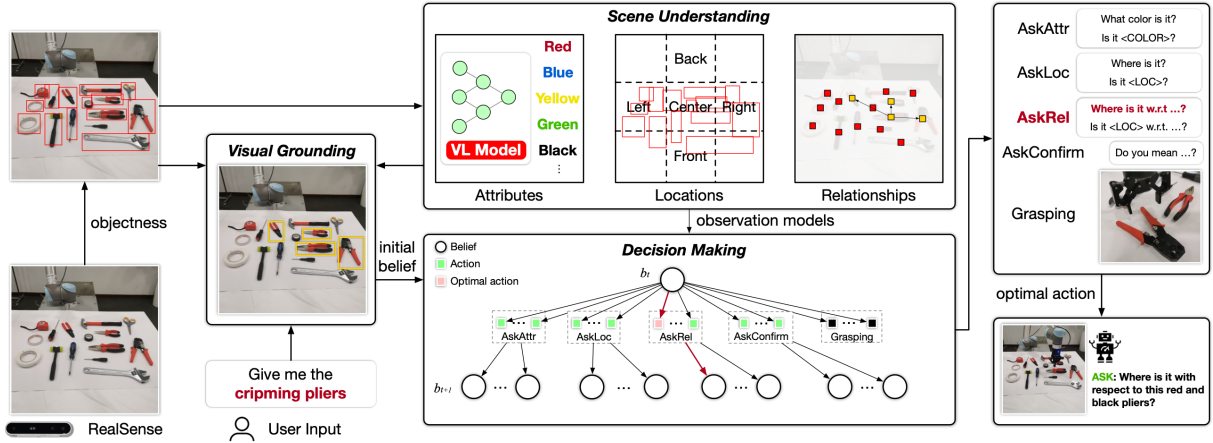 Scene Understanding
Red
Blue
Yellow
Green
Black
⋮
VL Model
Attributes
Back
Left
Center
Right
Front
Locations
Relationships
AskAttr
What color is it?
Is it <COLOR>?
AskLoc
Where is it?
Is it <LOC>?
AskRel
Where is it w.r.t ...?
Is it <LOC> w.r.t. ...?
AskConfirm
Do you mean ...?
Grasping
Visual Grounding
objectness
initial
belief
observation models
Decision Making
Belief
Action
Optimal action
bt
...
...
...
...
...
AskAttr
AskLoc
AskRel
AskConfirm
Grasping
bt+1
...
...
...
...
optimal action
ASK: Where is it with
respect to this red and
black pliers?
Give me the
cripming pliers
RealSense
User Input